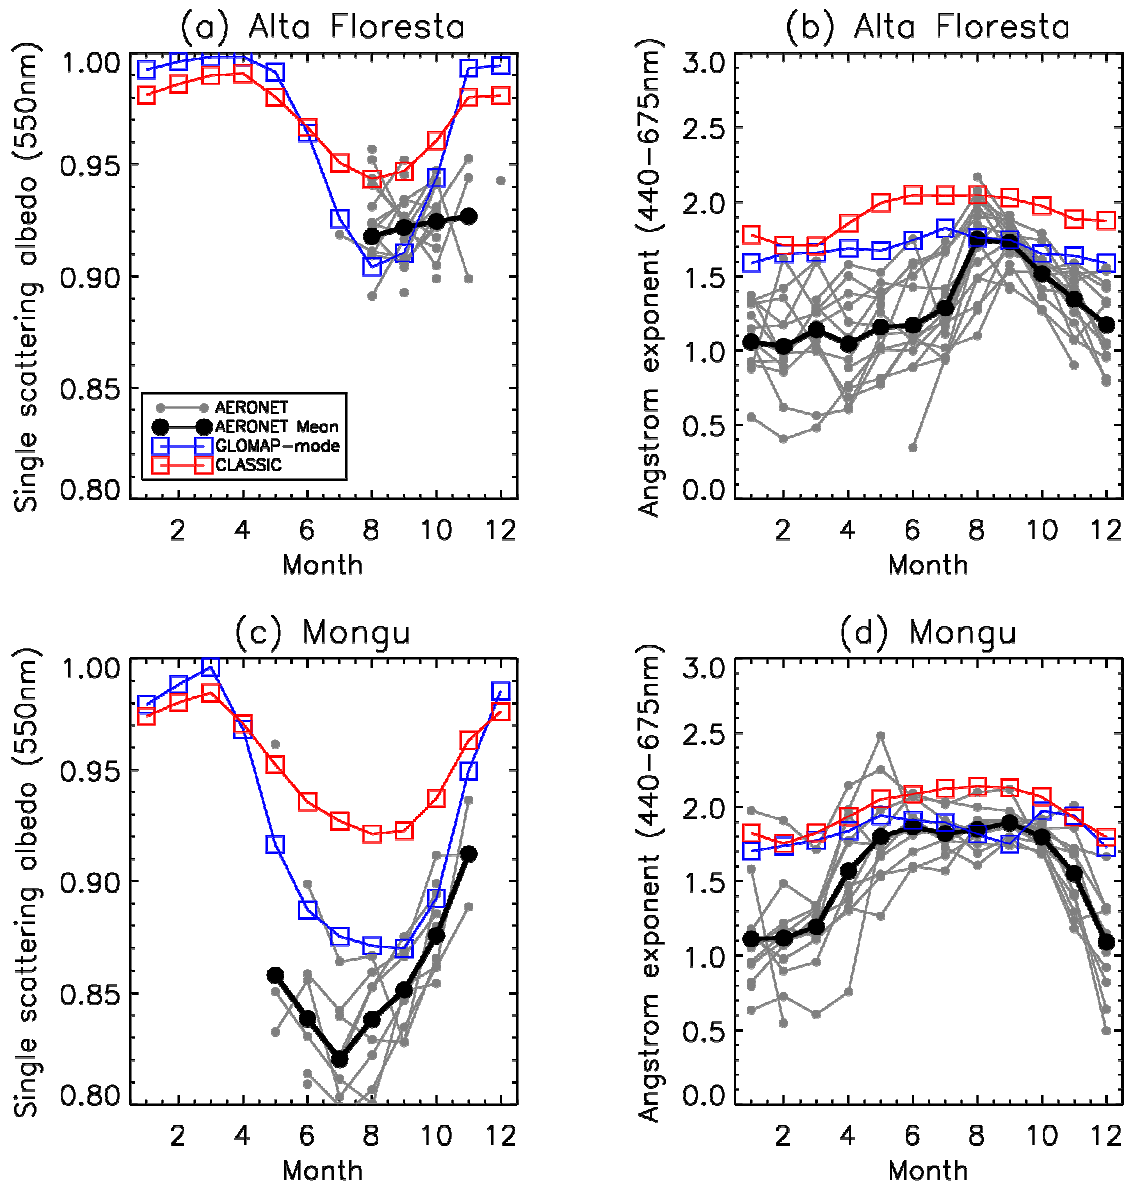 (a) Alta Floresta
Single scattering albedo (550nm)
1.00
0.95
0.90
0.85
0.80
AERONET
AERONET Mean
GLOMAP-mode
CLASSIC
2 4 6 8 10 12
Month
(b) Alta Floresta
Angstrom exponent (440-675nm)
3.0
2.5
2.0
1.5
1.0
0.5
0.0
2 4 6 8 10 12
Month
(c) Mongu
Single scattering albedo (550nm)
1.00
0.95
0.90
0.85
0.80
2 4 6 8 10 12
Month
(d) Mongu
Angstrom exponent (440-675nm)
3.0
2.5
2.0
1.5
1.0
0.5
0.0
2 4 6 8 10 12
Month